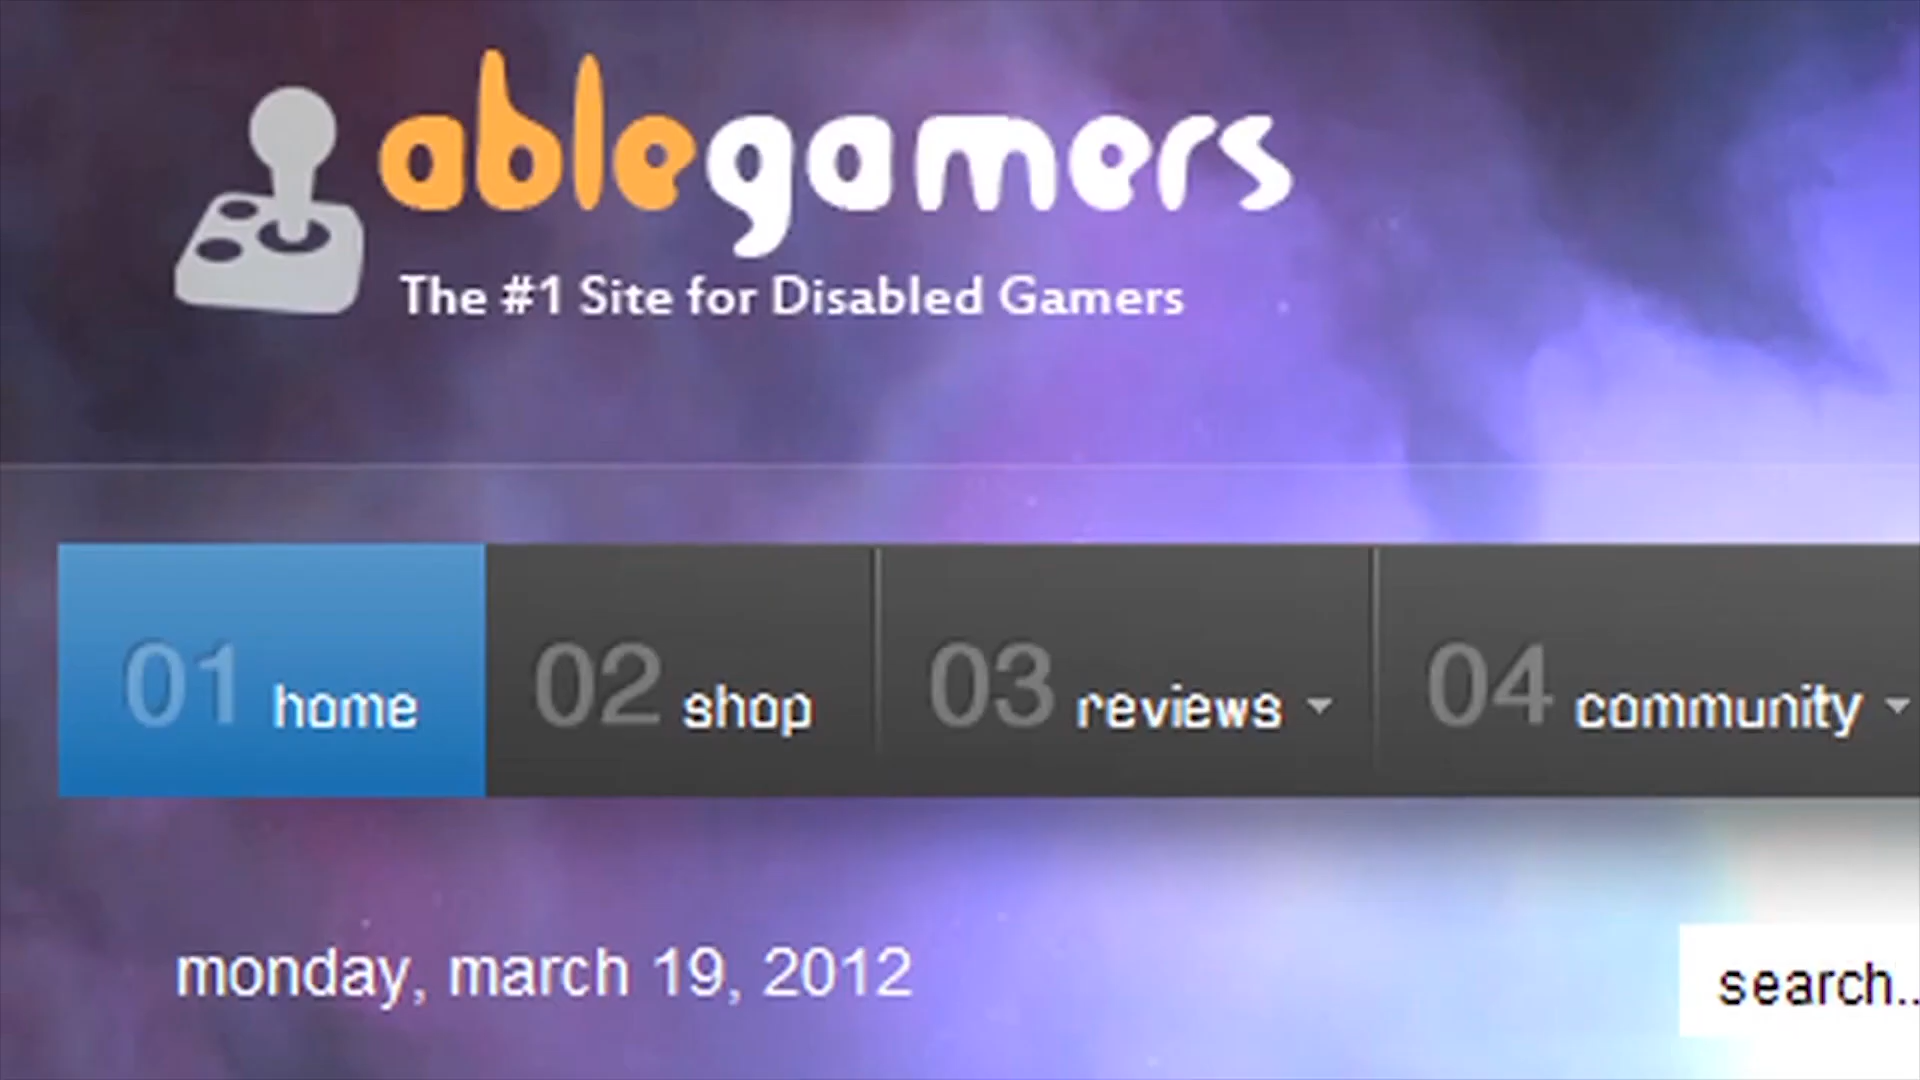 ablegamers
The #1 Site for Disabled Gamers
01 home 02 shop 03 reviews 04 community
monday, march 19, 2012
search..